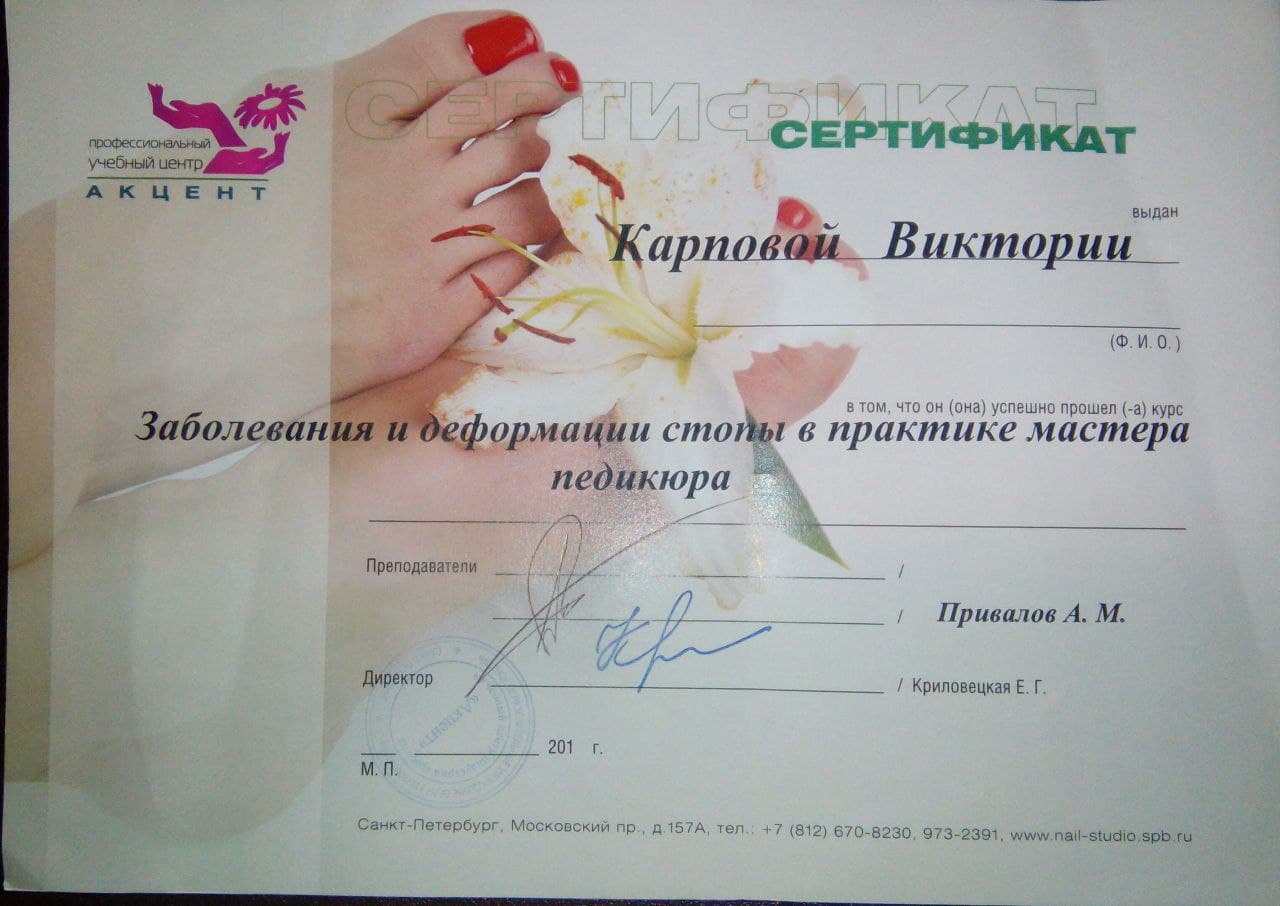 СЕРТИФИКАТ
СЕРТИФИКАТ
профессиональный
учебный центр
АКЦЕНТ
выдан
Карповой Виктории
(Ф. И. О. )
в том, что он (она) успешно прошел (-а) курс
Заболевания и деформации стопы в практике мастера
педикюра
Преподаватели /
/ Привалов А. М.
Директор / Криловецкая Е. Г.
201 г.
М. П.
«Акцент»
Санкт-Петербург, Московский пр., д.157А, тел.: +7 (812) 670-8230, 973-2391, www.nail-studio.spb.ru